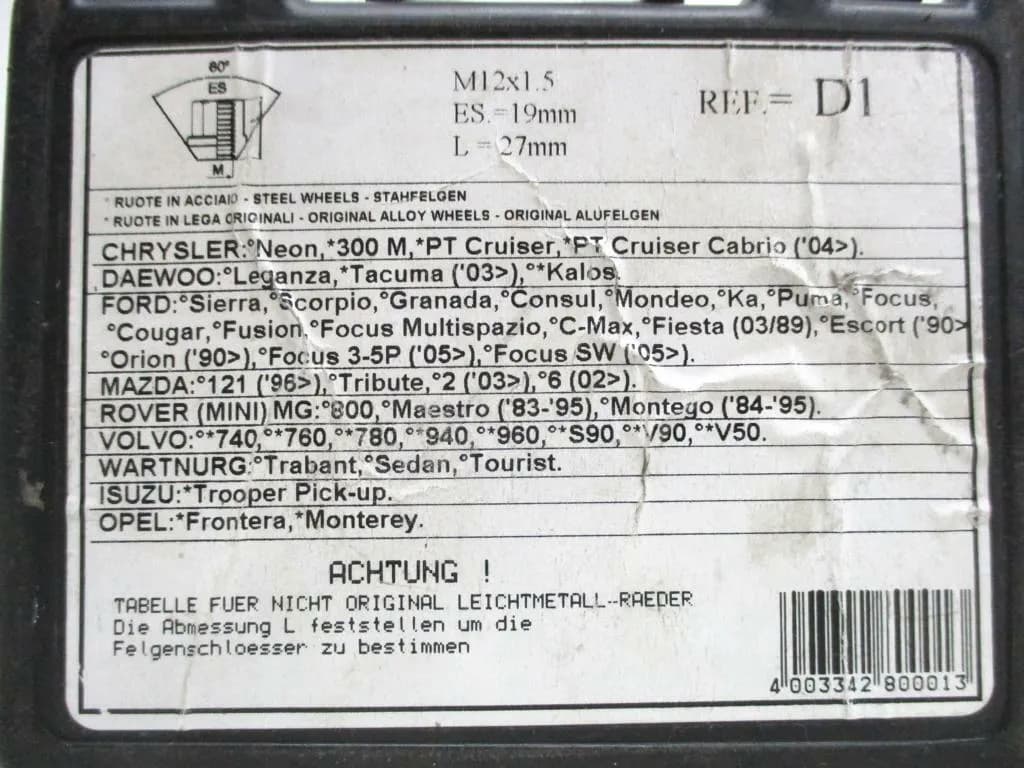 60°
ES
M.
M12x1.5
ES.=19mm
L = 27mm
REF.= D1
° RUOTE IN ACCIAIO - STEEL WHEELS - STAHFELGEN
* RUOTE IN LEGA ORIGINALI - ORIGINAL ALLOY WHEELS - ORIGINAL ALUFELGEN
CHRYSLER:°Neon,*300 M,*PT Cruiser,*PT Cruiser Cabrio ('04>).
DAEWOO:°Leganza,*Tacuma ('03>),°*Kalos.
FORD:°Sierra,°Scorpio,°Granada,°Consul,°Mondeo,°Ka,°Puma,°Focus,
°Cougar,°Fusion,°Focus Multispazio,°C-Max,°Fiesta (03/89),°Escort ('90>
°Orion ('90>),°Focus 3-5P ('05>),°Focus SW ('05>).
MAZDA:°121 ('96>),°Tribute,°2 ('03>),°6 (02>).
ROVER (MINI) MG:°800,°Maestro ('83-'95),°Montego ('84-'95).
VOLVO:°*740,°*760,°*780,°*940,°*960,°*S90,°*V90,°*V50.
WARTNURG:°Trabant,°Sedan,°Tourist.
ISUZU:*Trooper Pick-up.
OPEL:*Frontera,*Monterey.
ACHTUNG !
TABELLE FUER NICHT ORIGINAL LEICHTMETALL--RAEDER
Die Abmessung L feststellen um die
Felgenschloesser zu bestimmen
4 003342 800013